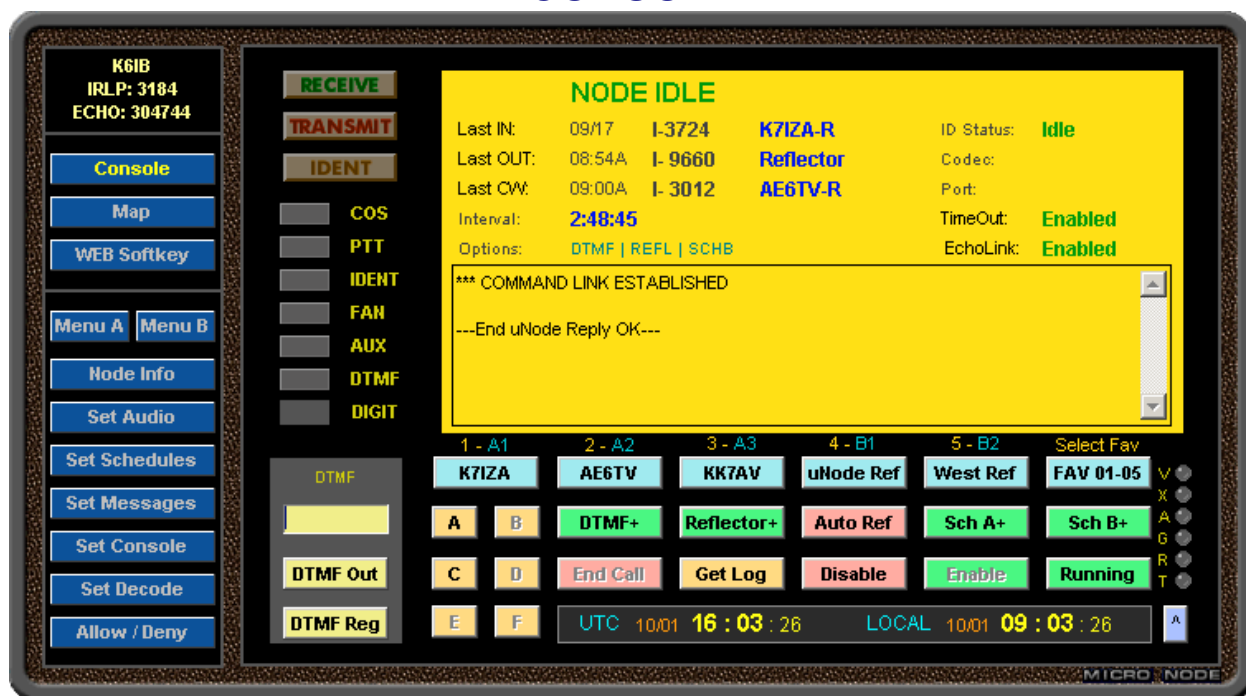 K6IB
IRLP: 3184
ECHO: 304744
Console
Map
WEB Softkey
Menu A Menu B
Node Info
Set Audio
Set Schedules
Set Messages
Set Console
Set Decode
Allow / Deny
RECEIVE
TRANSMIT
IDENT
COS
PTT
IDENT
FAN
AUX
DTMF
DIGIT
NODE IDLE
Last IN: 09/17 I-3724 K7IZA-R ID Status: Idle
Last OUT: 08:54A I- 9660 Reflector Codec:
Last CW: 09:00A I- 3012 AE6TV-R Port:
Interval: 2:48:45 TimeOut: Enabled
Options: DTMF | REFL | SCHB EchoLink: Enabled
*** COMMAND LINK ESTABLISHED
---End uNode Reply OK---
DTMF
DTMF Out
DTMF Reg
1 - A1 2 - A2 3 - A3 4 - B1 5 - B2 Select Fav
K7IZA AE6TV KK7AV uNode Ref West Ref FAV 01-05
A B DTMF+ Reflector+ Auto Ref Sch A+ Sch B+
C D End Call Get Log Disable Enable Running
E F UTC 10/01 16 : 03 : 26 LOCAL 10/01 09 : 03 : 26 ^
V
X
A
G
R
T
MICRO NODE